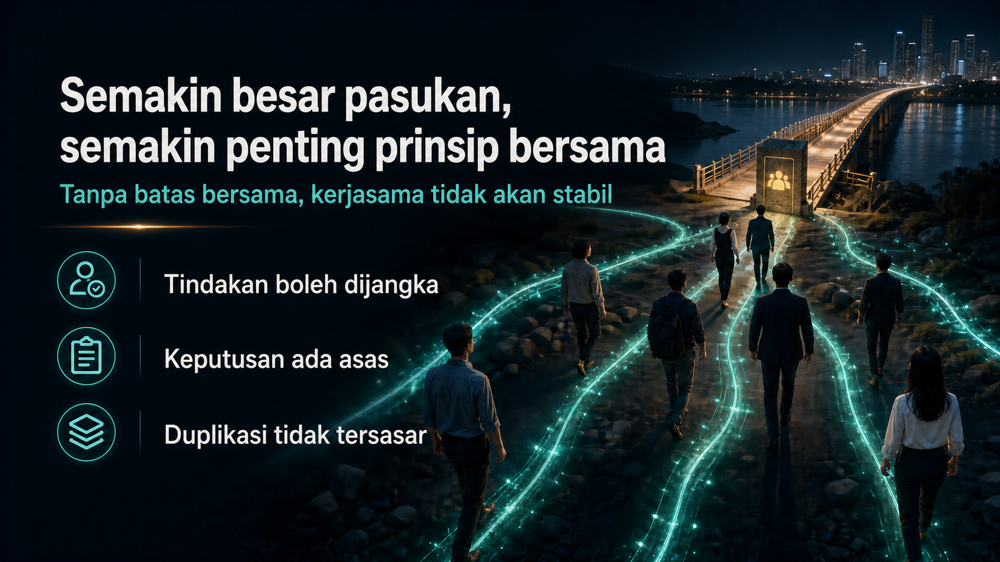 Semakin besar pasukan,
semakin penting prinsip bersama
Tanpa batas bersama, kerjasama tidak akan stabil
Tindakan boleh dijangka
Keputusan ada asas
Duplikasi tidak tersasar